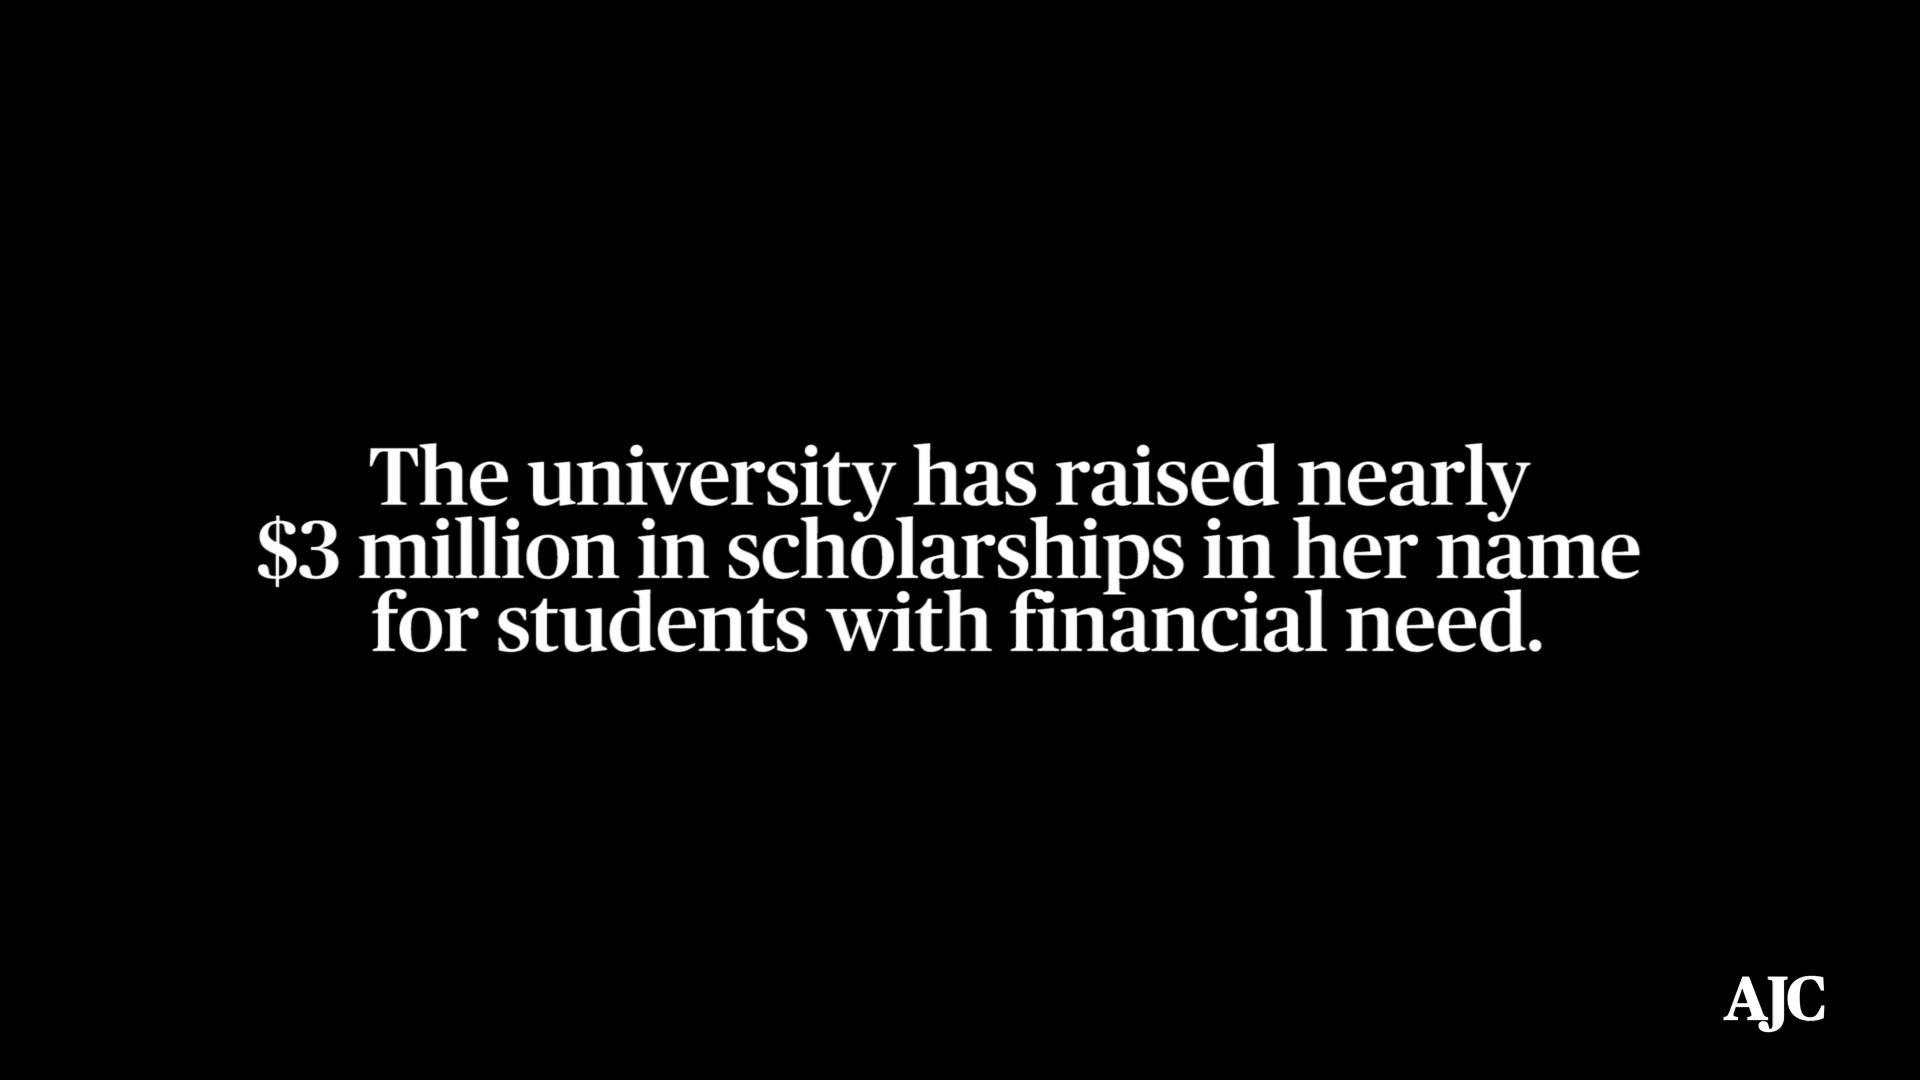 The university has raised nearly
$3 million in scholarships in her name
for students with financial need.
AJC